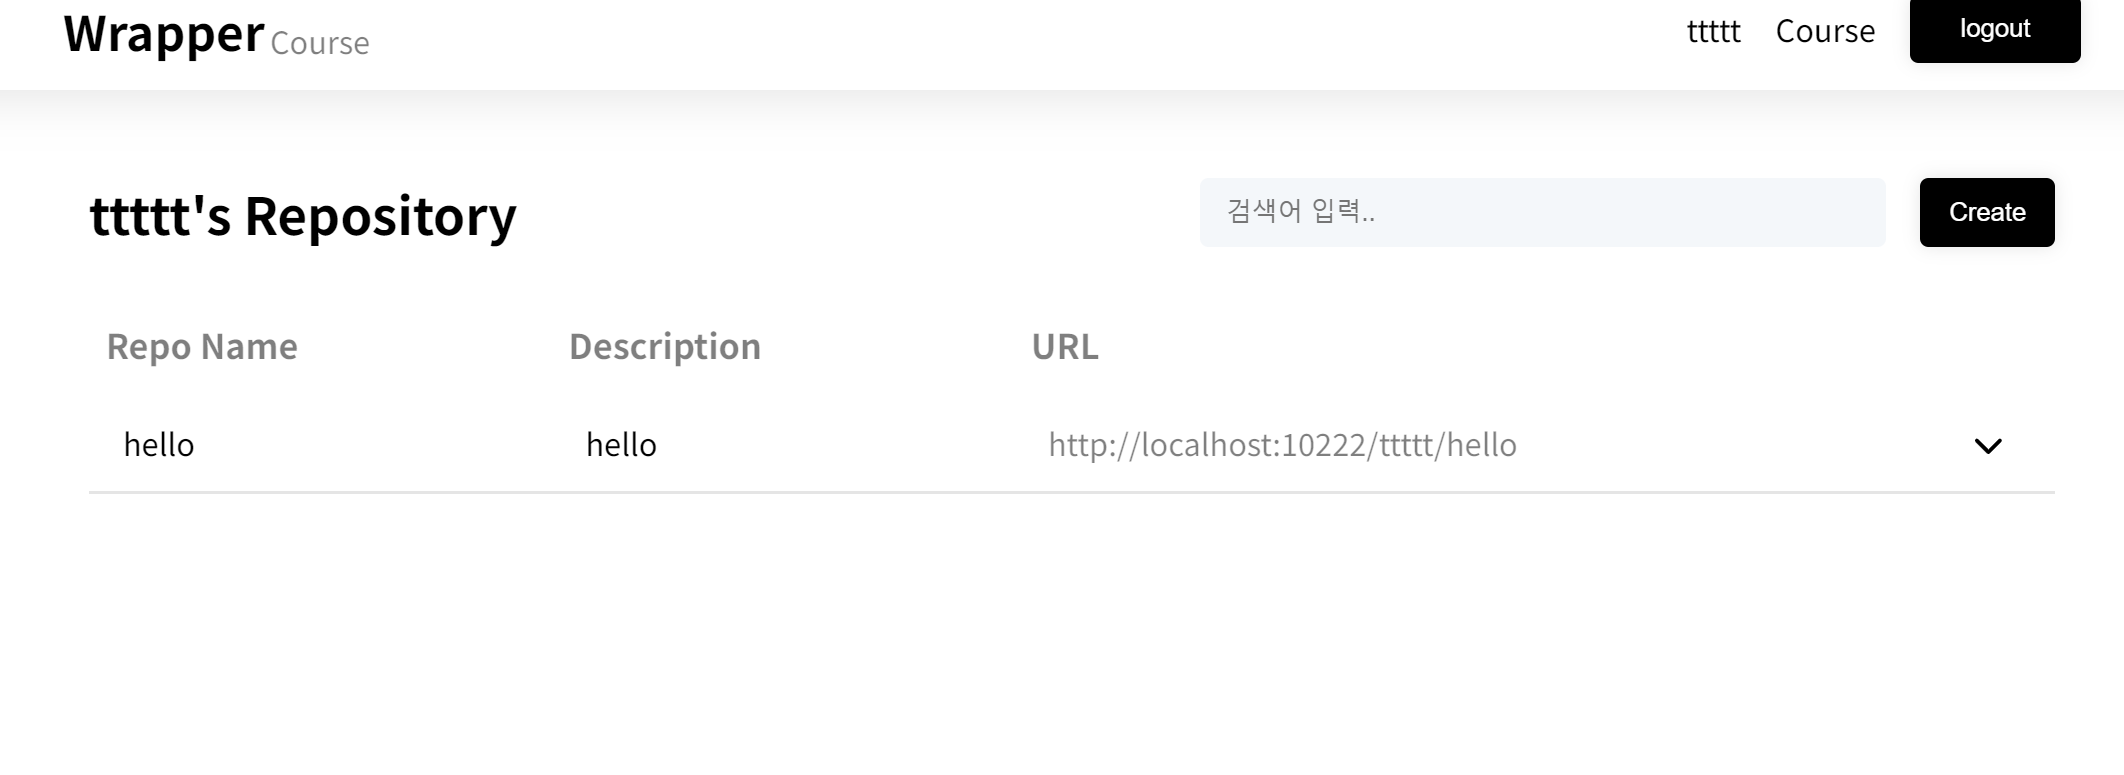 Wrapper Course ttttt Course logout
ttttt's Repository 검색어 입력.. Create
Repo Name Description URL
hello hello http://localhost:10222/ttttt/hello